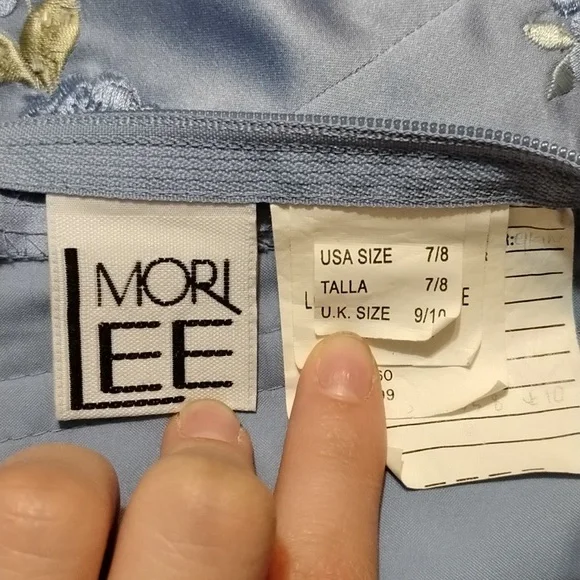 MORI
LEE
USA SIZE 7/8
TALLA 7/8
U.K. SIZE 9/10